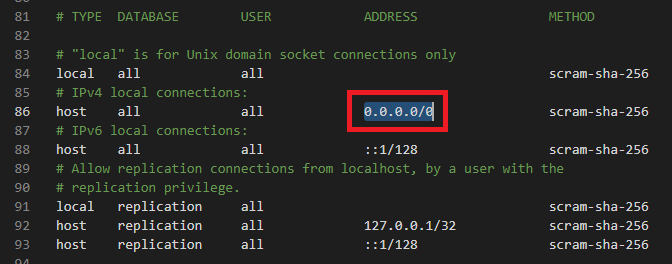 80
81 # TYPE DATABASE USER ADDRESS METHOD
82
83 # "local" is for Unix domain socket connections only
84 local all all scram-sha-256
85 # IPv4 local connections:
86 host all all 0.0.0.0/0 scram-sha-256
87 # IPv6 local connections:
88 host all all ::1/128 scram-sha-256
89 # Allow replication connections from localhost, by a user with the
90 # replication privilege.
91 local replication all scram-sha-256
92 host replication all 127.0.0.1/32 scram-sha-256
93 host replication all ::1/128 scram-sha-256